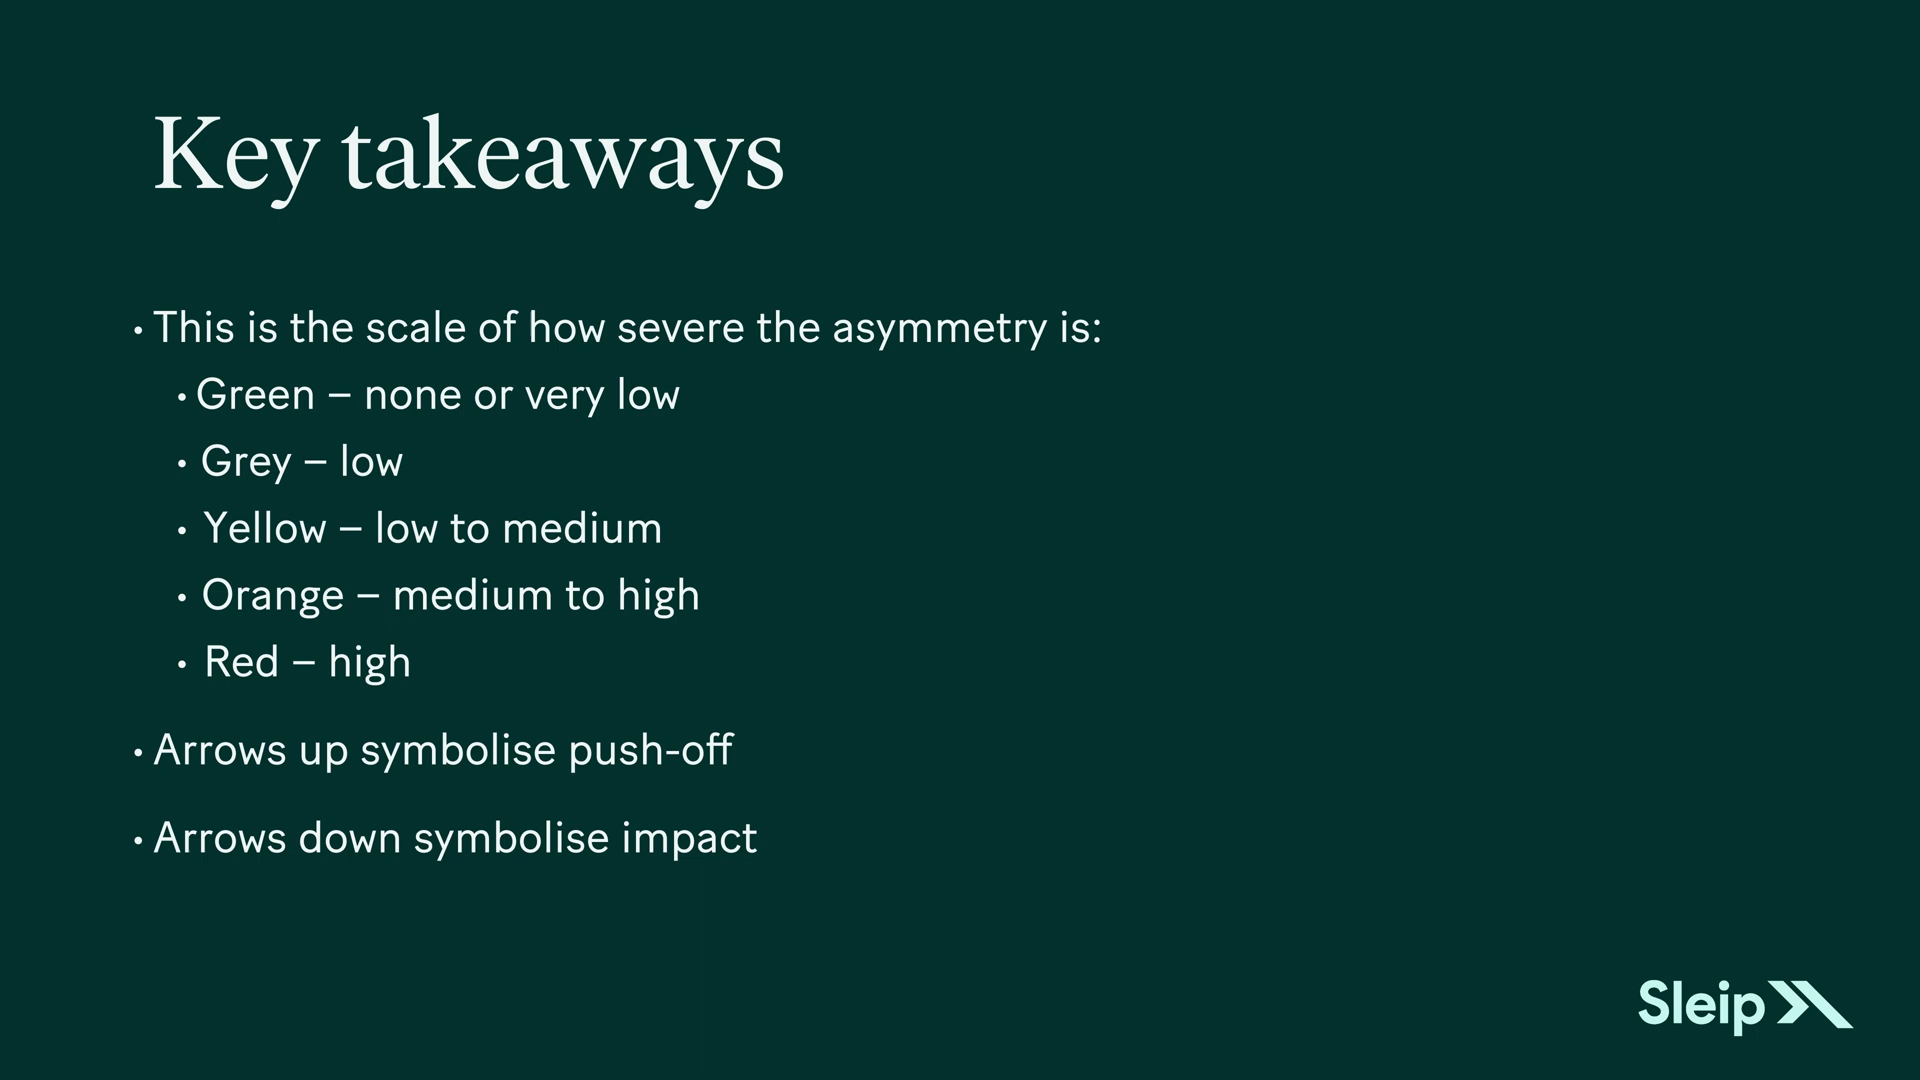 Key takeaways
• This is the scale of how severe the asymmetry is:
• Green – none or very low
• Grey – low
• Yellow – low to medium
• Orange – medium to high
• Red – high
• Arrows up symbolise push-off
• Arrows down symbolise impact
Sleip